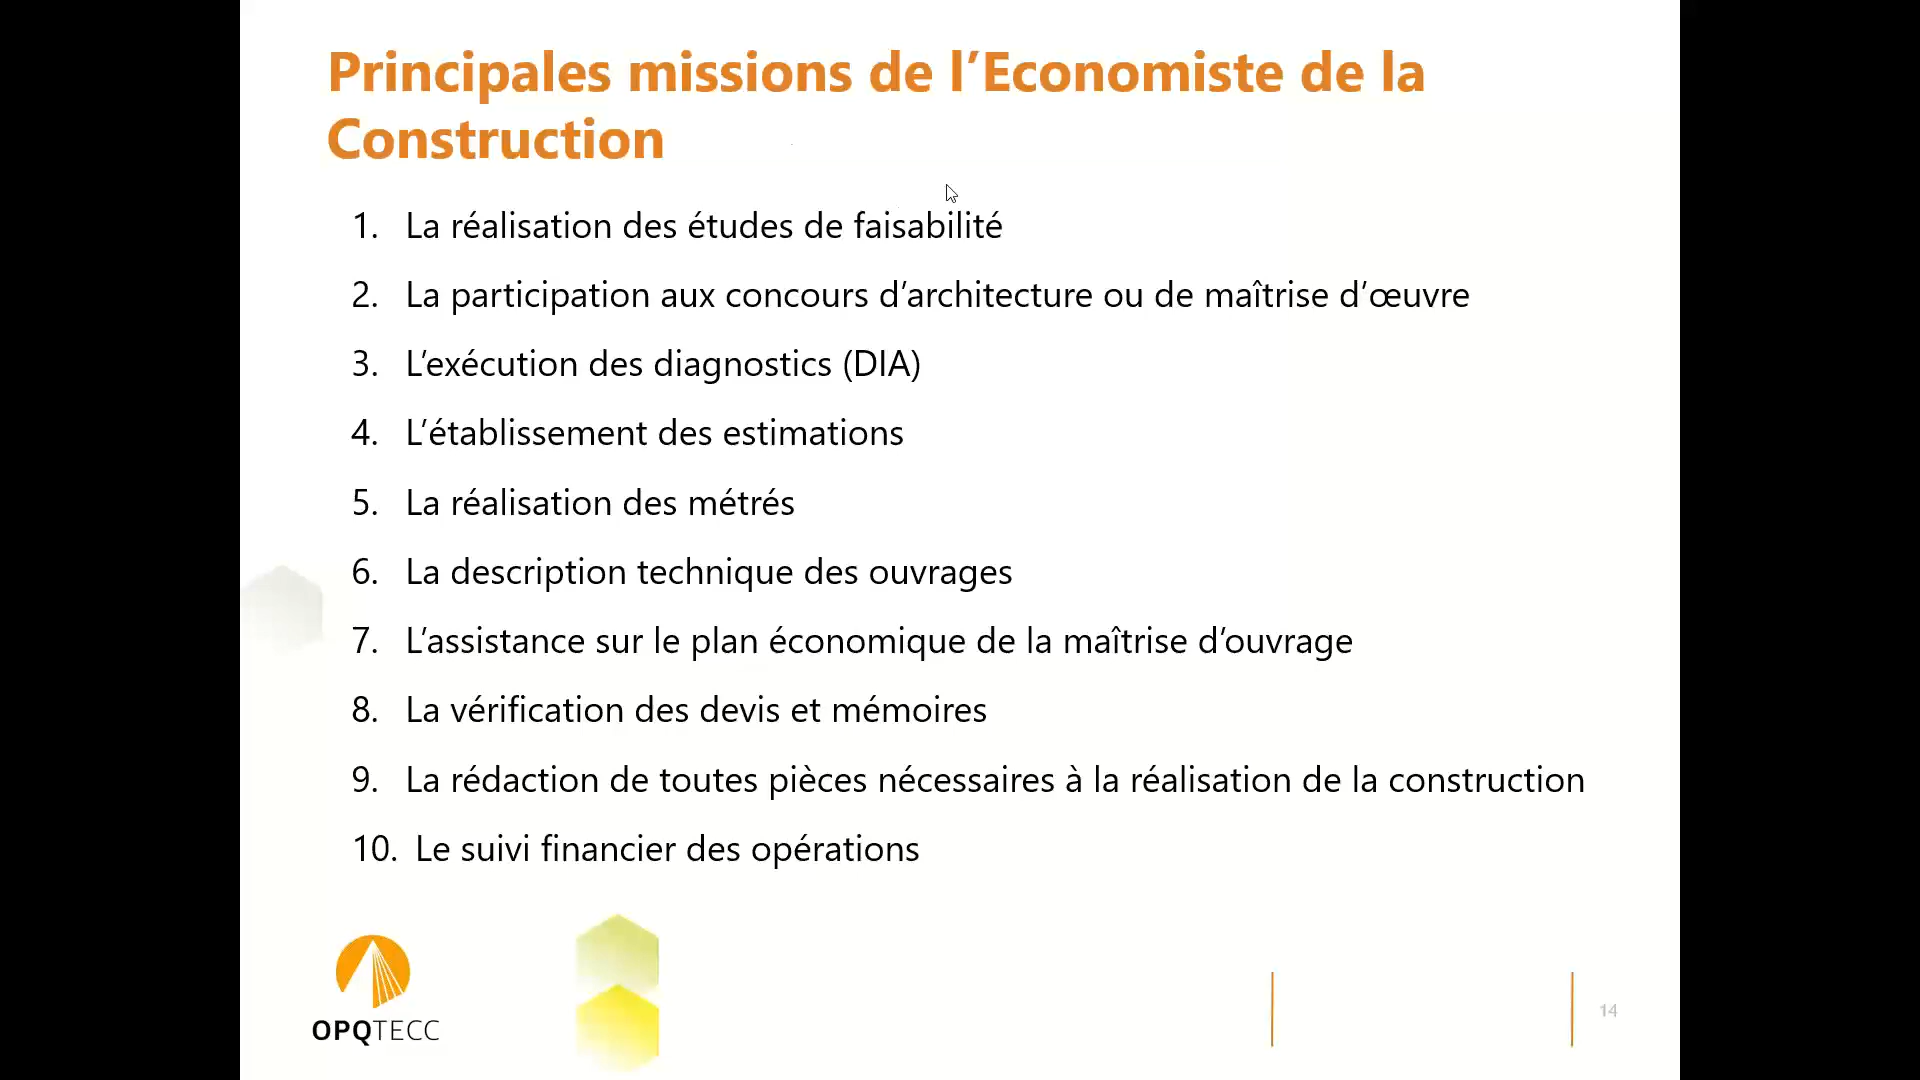 Principales missions de l’Economiste de la
Construction
1. La réalisation des études de faisabilité
2. La participation aux concours d’architecture ou de maîtrise d’œuvre
3. L’exécution des diagnostics (DIA)
4. L’établissement des estimations
5. La réalisation des métrés
6. La description technique des ouvrages
7. L’assistance sur le plan économique de la maîtrise d’ouvrage
8. La vérification des devis et mémoires
9. La rédaction de toutes pièces nécessaires à la réalisation de la construction
10. Le suivi financier des opérations
OPQTECC
14